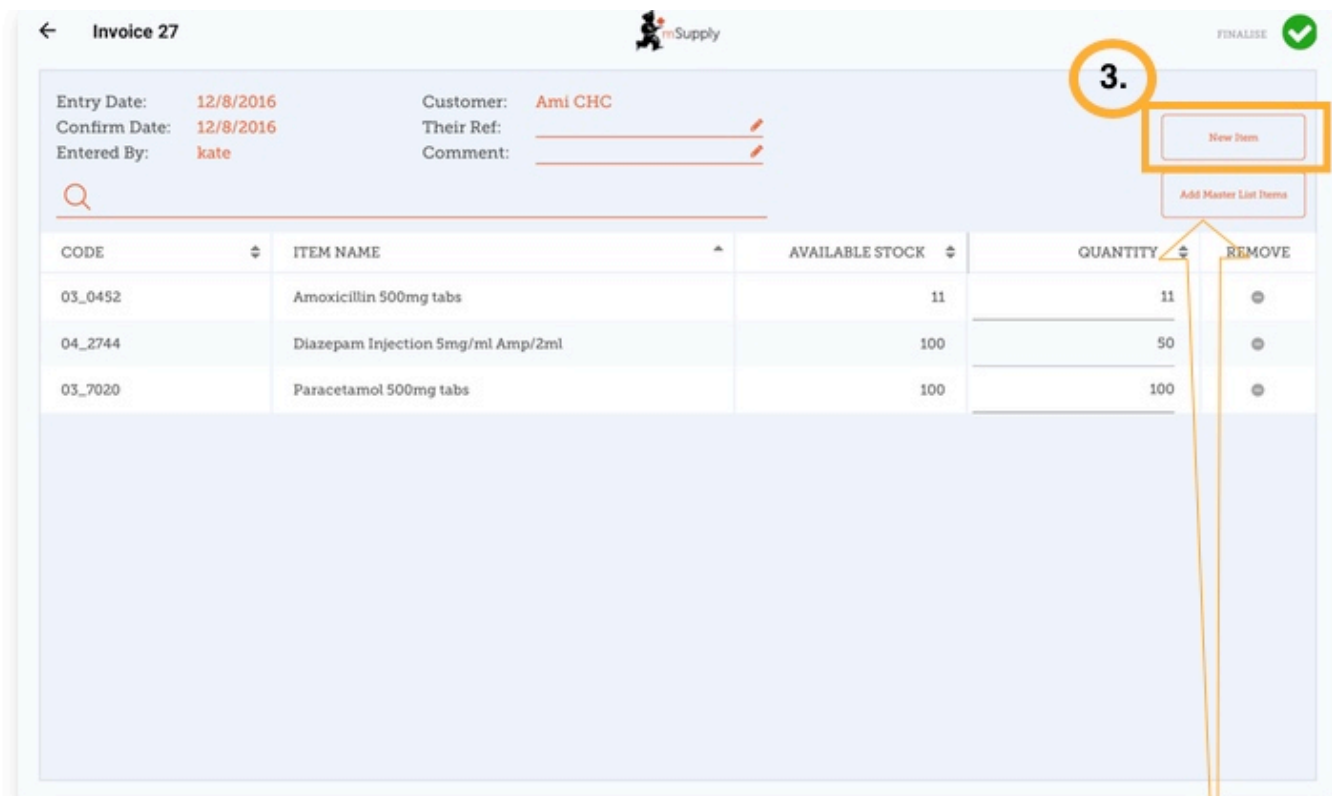 Invoice 27
mSupply
FINALISE
3.
Entry Date: 12/8/2016 Customer: Ami CHC
Confirm Date: 12/8/2016 Their Ref:
Entered By: kate Comment:
New Item
Add Master List Items
CODE ITEM NAME AVAILABLE STOCK QUANTITY REMOVE
03_0452 Amoxicillin 500mg tabs 11 11
04_2744 Diazepam Injection 5mg/ml Amp/2ml 100 50
03_7020 Paracetamol 500mg tabs 100 100